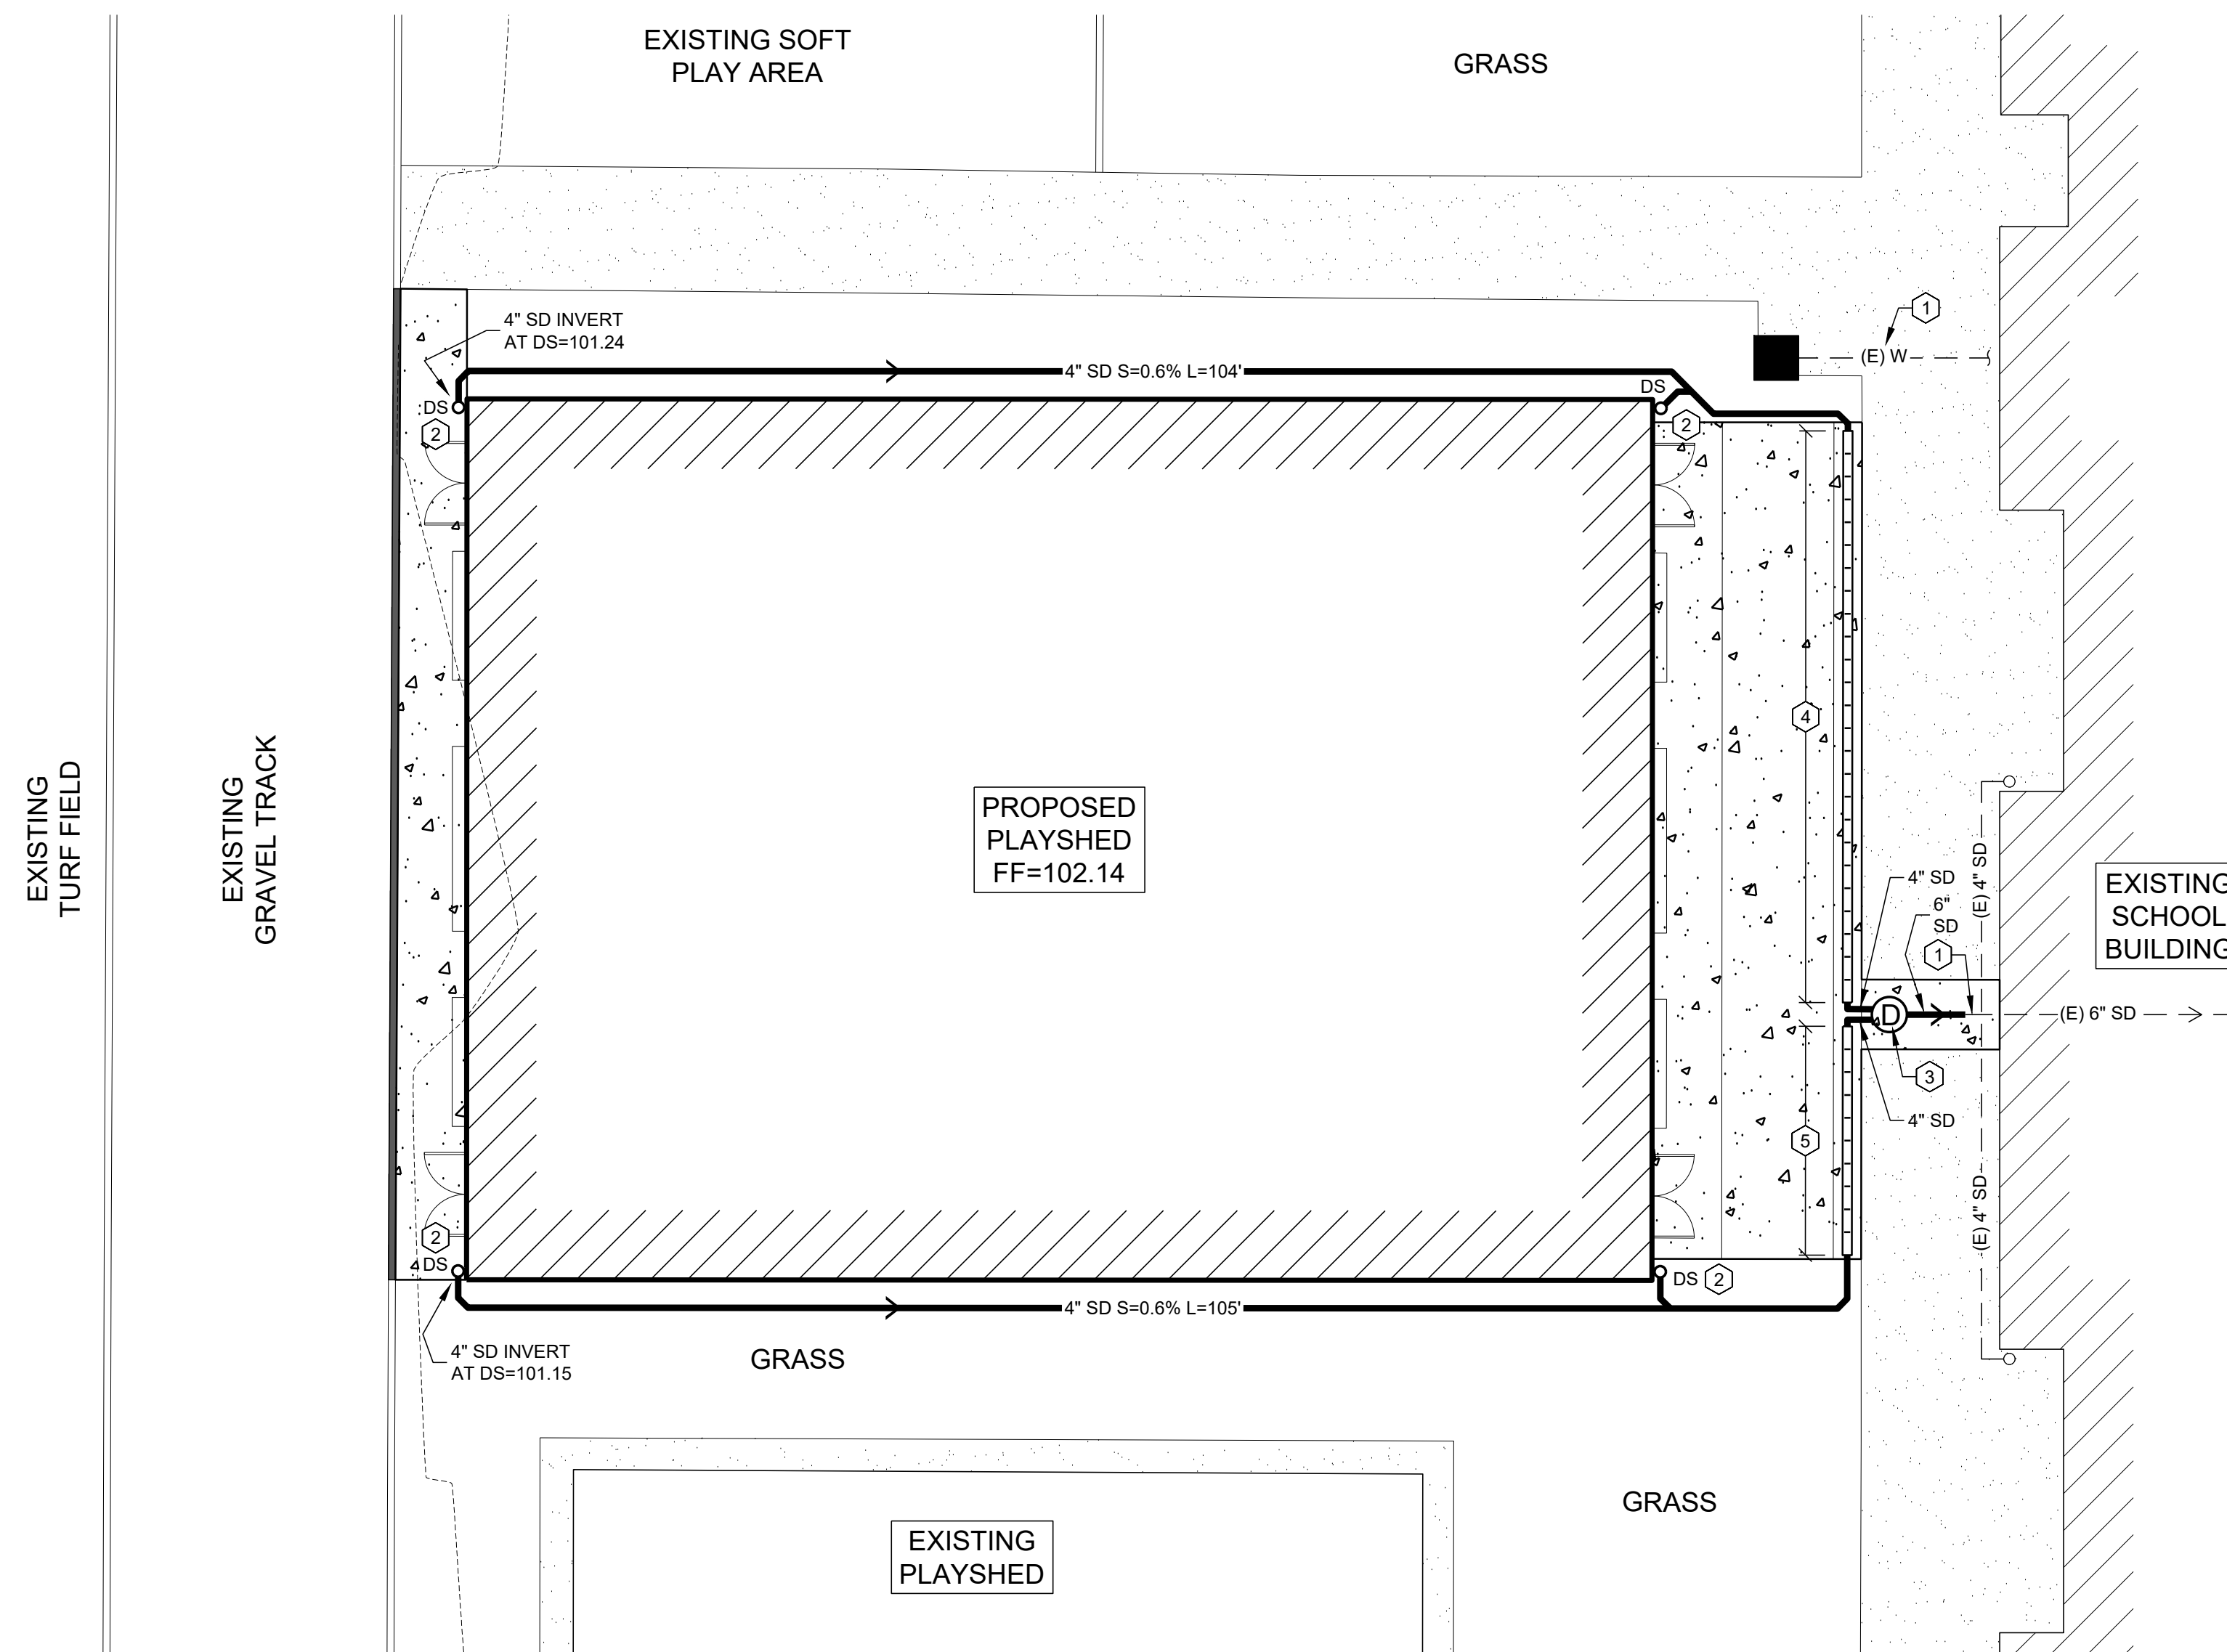 EXISTING SOFT
PLAY AREA
GRASS
1
(E) W
4" SD INVERT
AT DS=101.24
4" SD S=0.6% L=104'
DS
DS
2
2
EXISTING
TURF FIELD
EXISTING
GRAVEL TRACK
PROPOSED
PLAYSHED
FF=102.14
4
4" SD
6"
SD
1
(E) 4" SD
EXISTING
SCHOOL
BUILDING
D
(E) 6" SD
3
4" SD
5
(E) 4" SD
2
DS
DS
2
4" SD S=0.6% L=105'
4" SD INVERT
AT DS=101.15
GRASS
GRASS
EXISTING
PLAYSHED